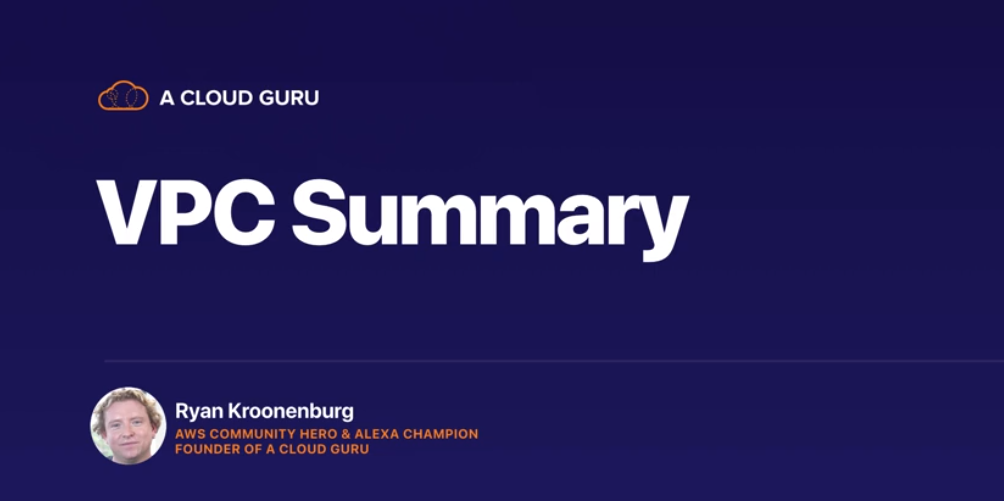 A CLOUD GURU
VPC Summary
Ryan Kroonenburg
AWS COMMUNITY HERO & ALEXA CHAMPION
FOUNDER OF A CLOUD GURU